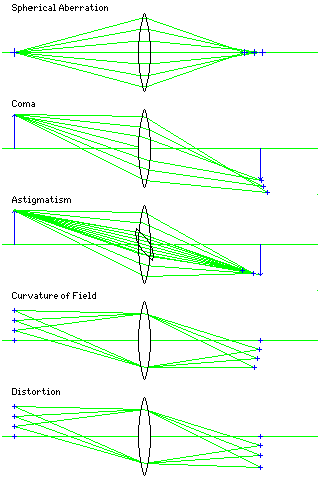 Spherical Aberration
Coma
Astigmatism
Curvature of Field
Distortion